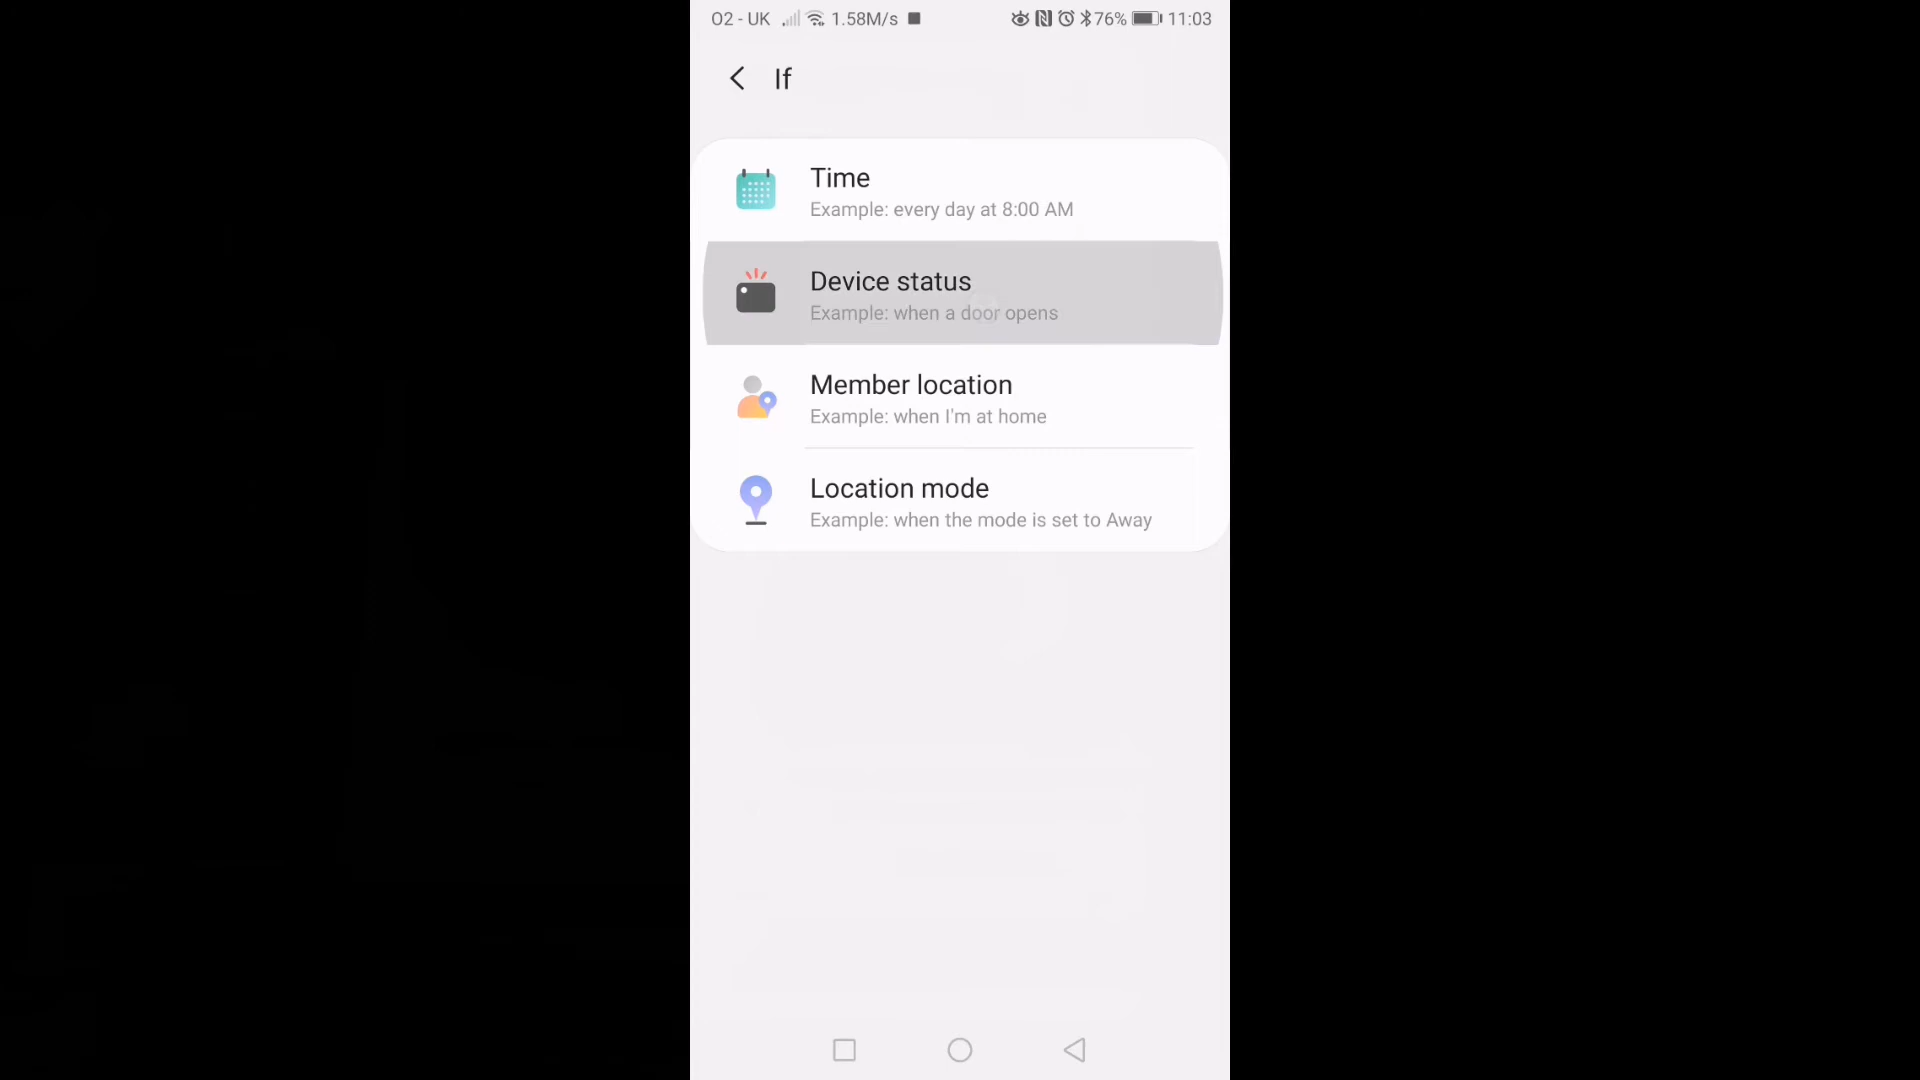 O2 - UK 1.58M/s 76% 11:03
If
Time
Example: every day at 8:00 AM
Device status
Example: when a door opens
Member location
Example: when I'm at home
Location mode
Example: when the mode is set to Away